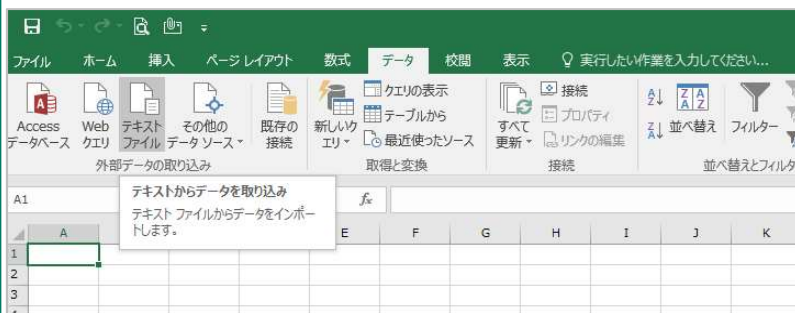 ファイル ホーム 挿入 ページ レイアウト 数式 データ 校閲 表示 実行したい作業を入力してください...
Access データベース
Web クエリ
テキスト ファイル
その他の データ ソース
既存の 接続
外部データの取り込み
新しいク エリ
クエリの表示
テーブルから
最近使ったソース
取得と変換
すべて 更新
接続
プロパティ
リンクの編集
接続
並べ替え
フィルター
並べ替えとフィルタ
A1
fx
テキストからデータを取り込み
テキスト ファイルからデータをインポー
トします。
A E F G H I J K
1
2
3